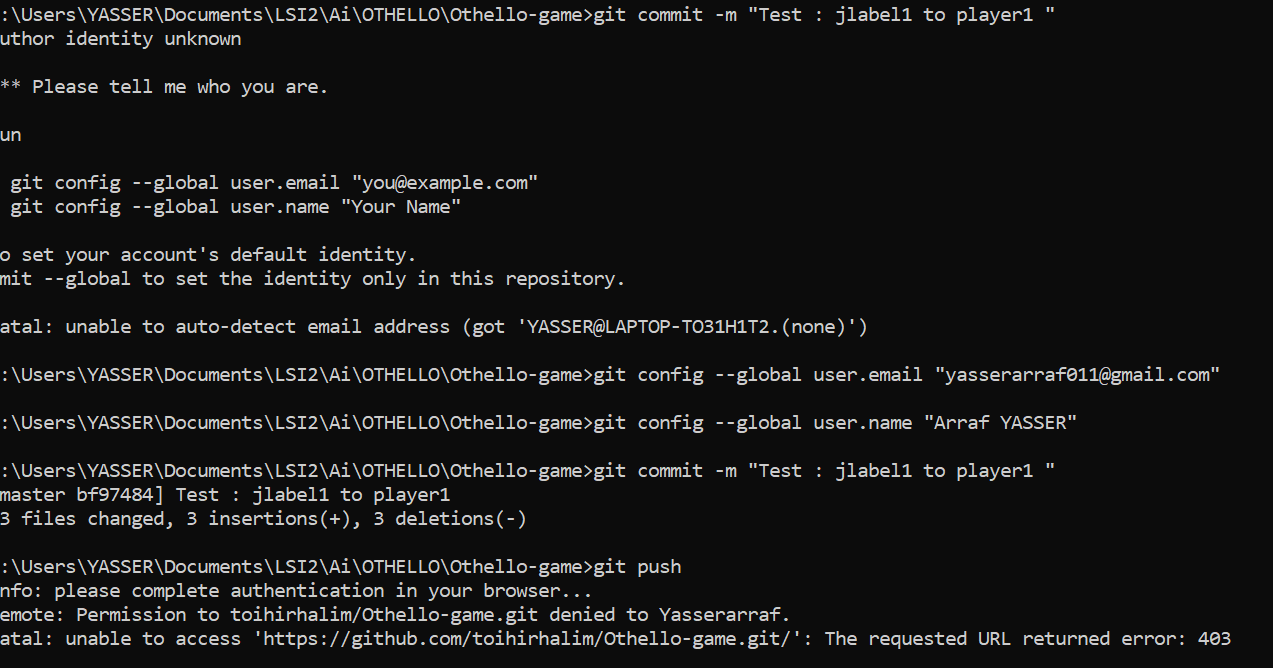 :\Users\YASSER\Documents\LSI2\Ai\OTHELLO\Othello-game>git commit -m "Test : jlabel1 to player1 "
uthor identity unknown
** Please tell me who you are.
un
git config --global user.email "you@example.com"
git config --global user.name "Your Name"
o set your account's default identity.
mit --global to set the identity only in this repository.
atal: unable to auto-detect email address (got 'YASSER@LAPTOP-TO31H1T2.(none)')
:\Users\YASSER\Documents\LSI2\Ai\OTHELLO\Othello-game>git config --global user.email "yasserarraf011@gmail.com"
:\Users\YASSER\Documents\LSI2\Ai\OTHELLO\Othello-game>git config --global user.name "Arraf YASSER"
:\Users\YASSER\Documents\LSI2\Ai\OTHELLO\Othello-game>git commit -m "Test : jlabel1 to player1 "
master bf97484] Test : jlabel1 to player1
3 files changed, 3 insertions(+), 3 deletions(-)
:\Users\YASSER\Documents\LSI2\Ai\OTHELLO\Othello-game>git push
nfo: please complete authentication in your browser...
emote: Permission to toihirhalim/Othello-game.git denied to Yasserarraf.
atal: unable to access 'https://github.com/toihirhalim/Othello-game.git/': The requested URL returned error: 403